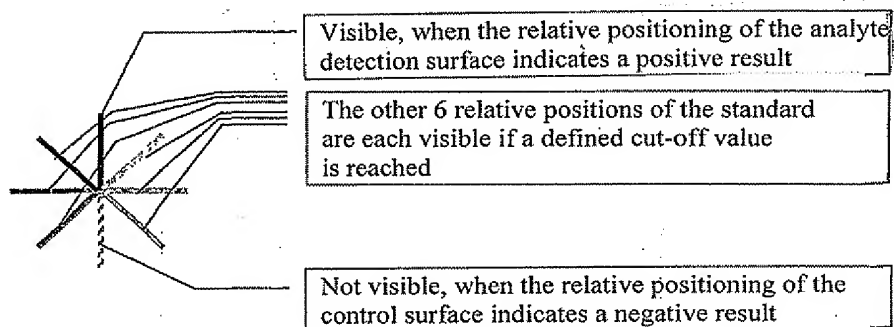 Visible, when the relative positioning of the analyte
detection surface indicates a positive result
The other 6 relative positions of the standard
are each visible if a defined cut-off value
is reached
Not visible, when the relative positioning of the
control surface indicates a negative result